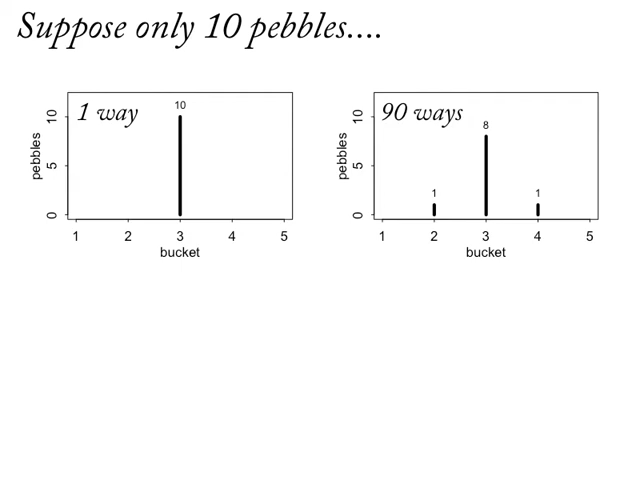 Suppose only 10 pebbles....
1 way
10
pebbles
10
5
0
1 2 3 4 5
bucket
90 ways
8
1 1
pebbles
10
5
0
1 2 3 4 5
bucket